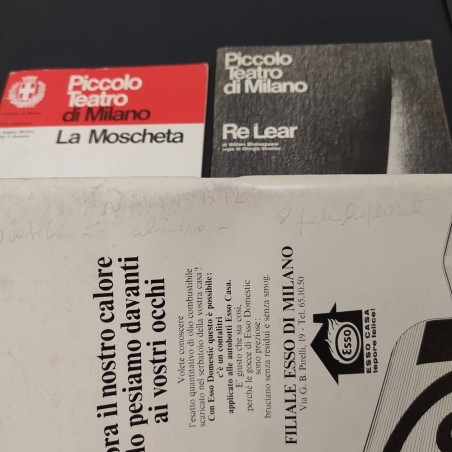 Piccolo
Teatro
di Milano
La Moscheta
Piccolo
Teatro
di Milano
Re Lear
di William Shakespeare
regia di Giorgio Strehler
ora il nostro calore
lo pesiamo davanti
ai vostri occhi
Volete conoscere
l'esatto quantitativo di olio combustibile
scaricato nel serbatoio della vostra casa?
Con Esso Domestic questo è possibile:
c'è un contalitri
applicato alle autobotti Esso Casa.
E' gusto che sia così,
perchè le gocce di Esso Domestic
sono preziose:
bruciano senza residui e senza smog.
FILIALE ESSO DI MILANO
Via G. B. Pirelli, 19 - Tel. 65.10.50
Esso
ESSO CASA
tepore felice!